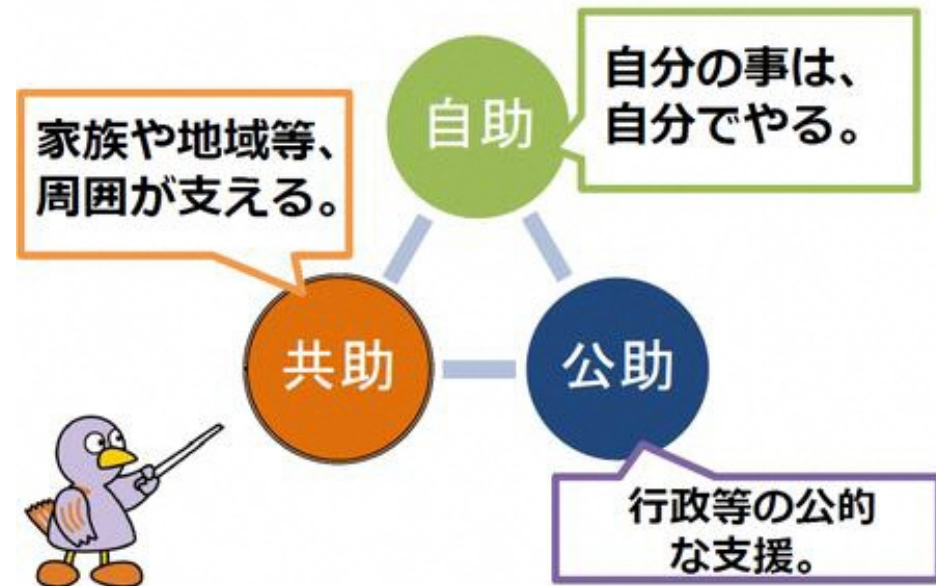 自助
自分の事は、
自分でやる。
家族や地域等、
周囲が支える。
共助
公助
行政等の公的
な支援。